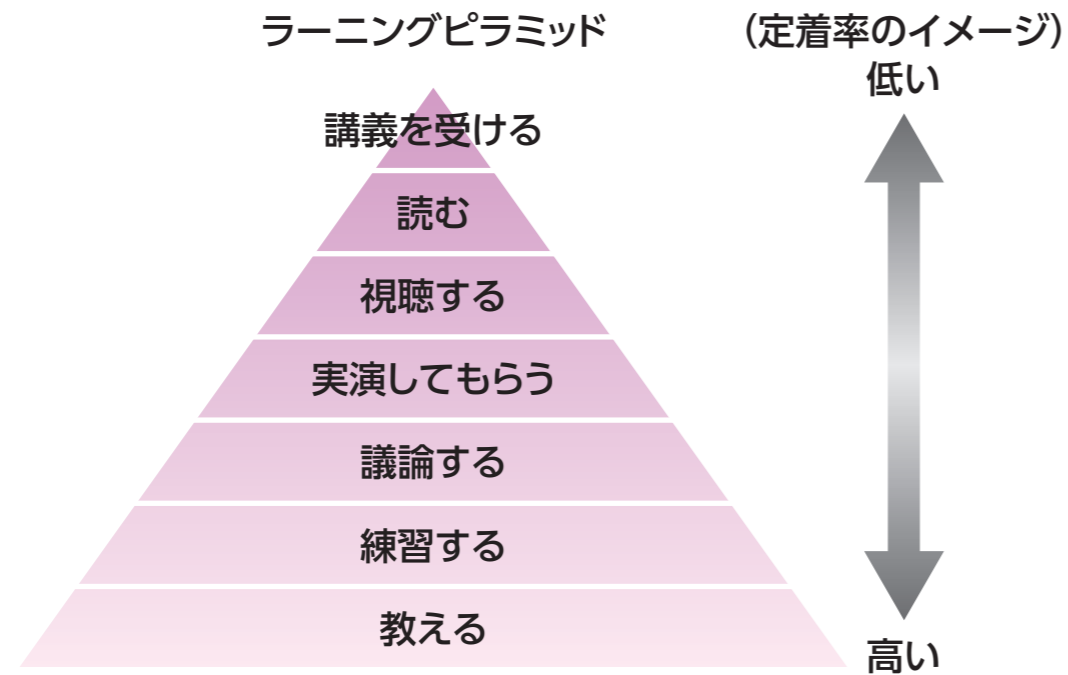 ラーニングピラミッド
(定着率のイメージ)
低い
講義を受ける
読む
視聴する
実演してもらう
議論する
練習する
教える
高い